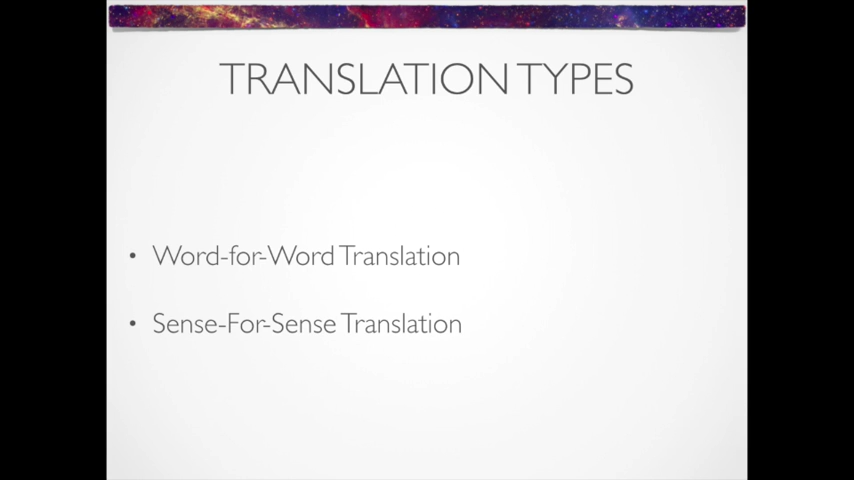 TRANSLATION TYPES
• Word-for-Word Translation
• Sense-For-Sense Translation